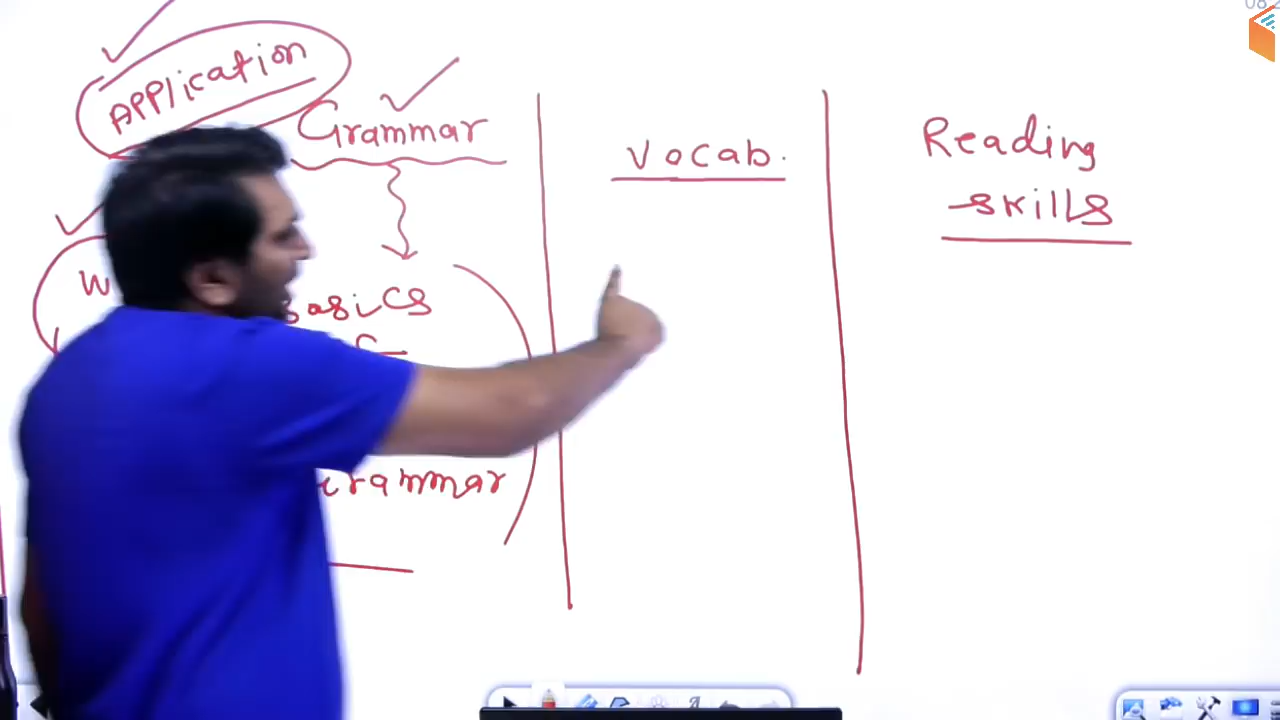 Application
Grammar
Basics
Grammar
Vocab.
Reading
skills